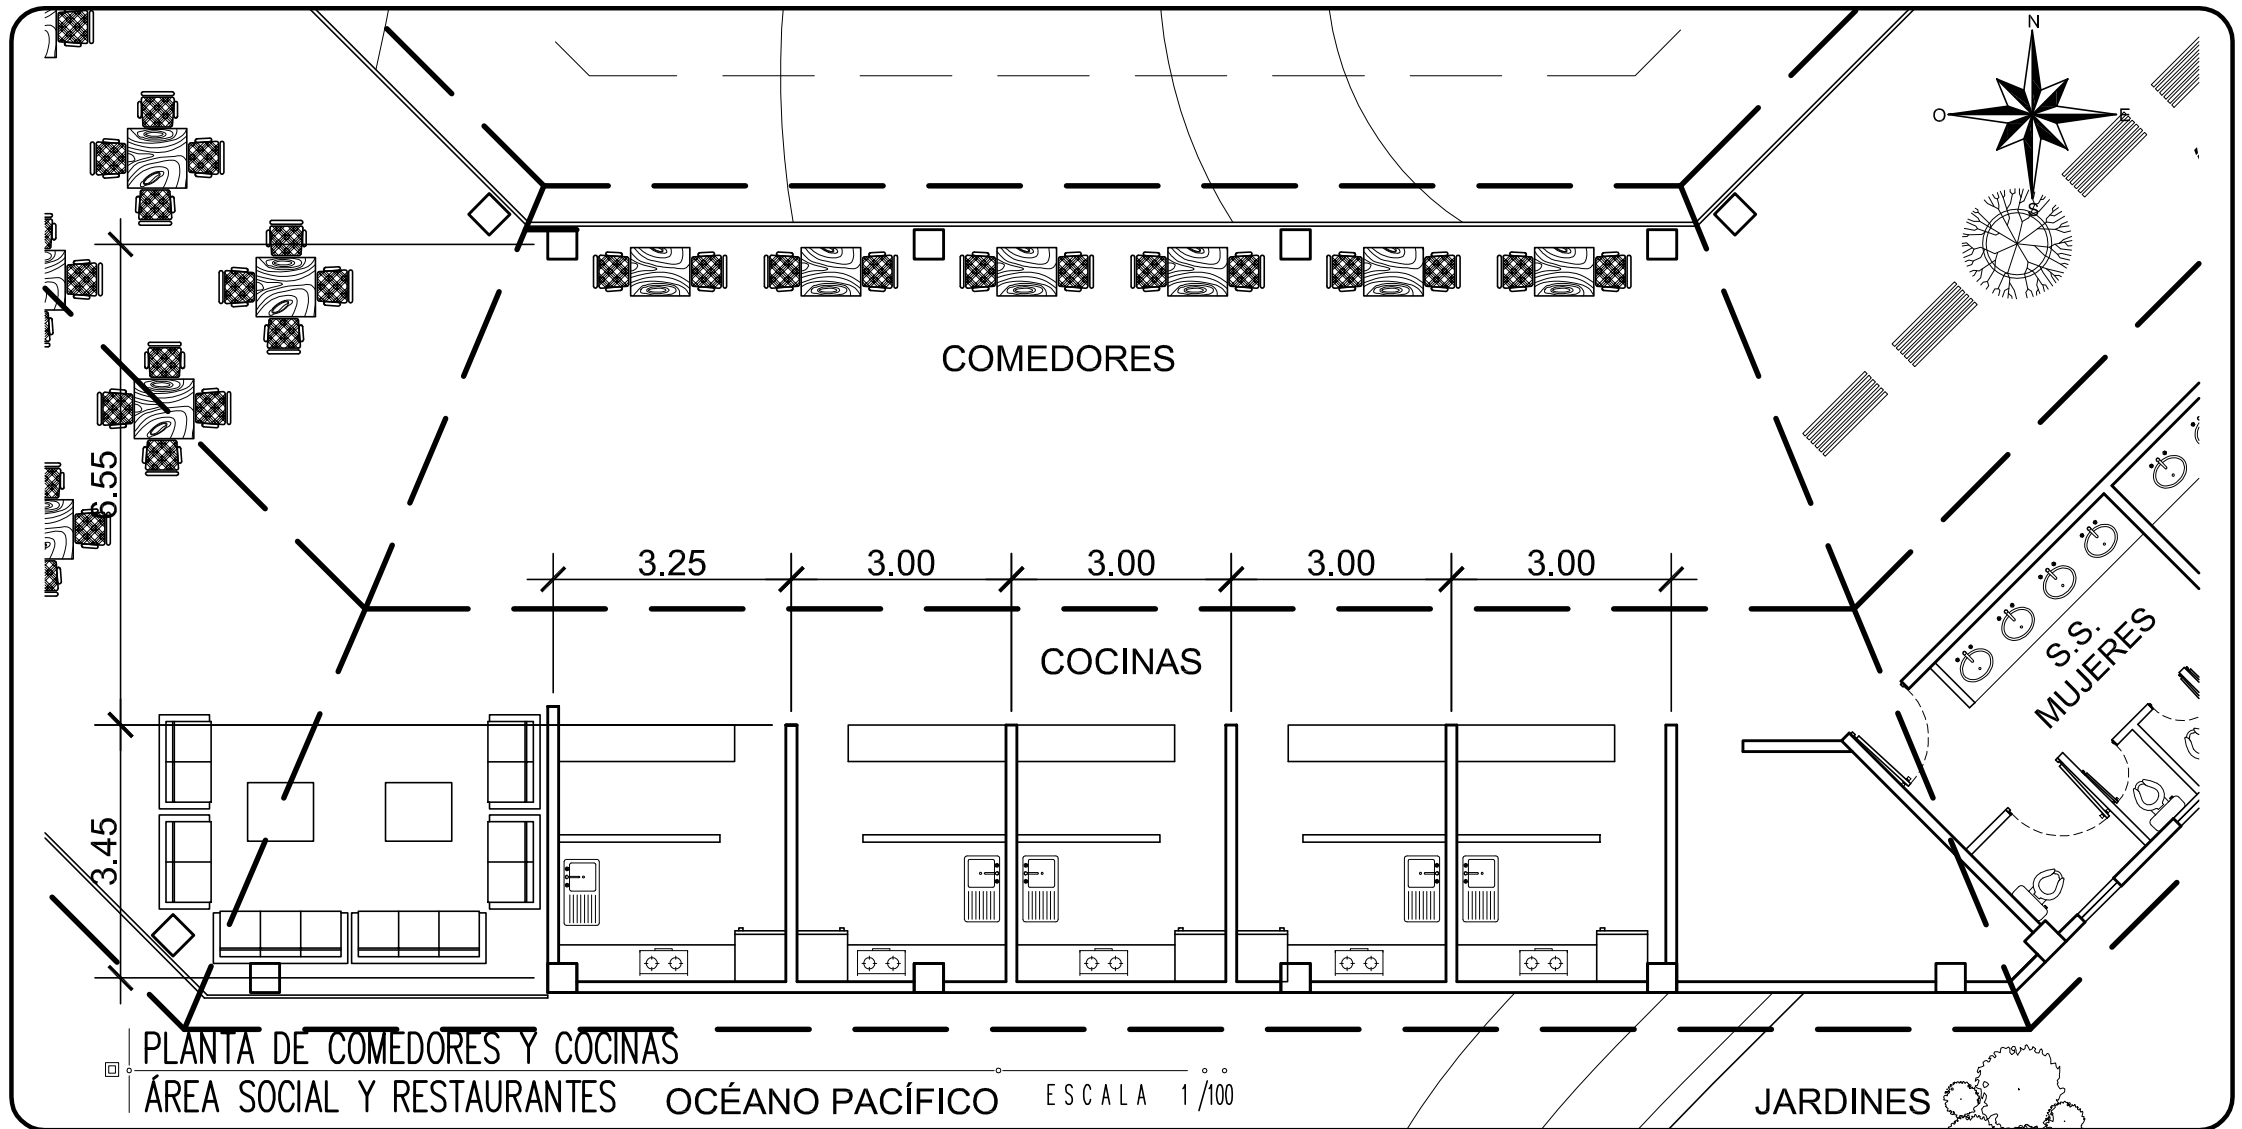 N
O
E
S
COMEDORES
6.55
3.25
3.00
3.00
3.00
3.00
COCINAS
S.S.
MUJERES
3.45
PLANTA DE COMEDORES Y COCINAS
ÁREA SOCIAL Y RESTAURANTES
OCÉANO PACÍFICO
ESCALA 1/100
JARDINES